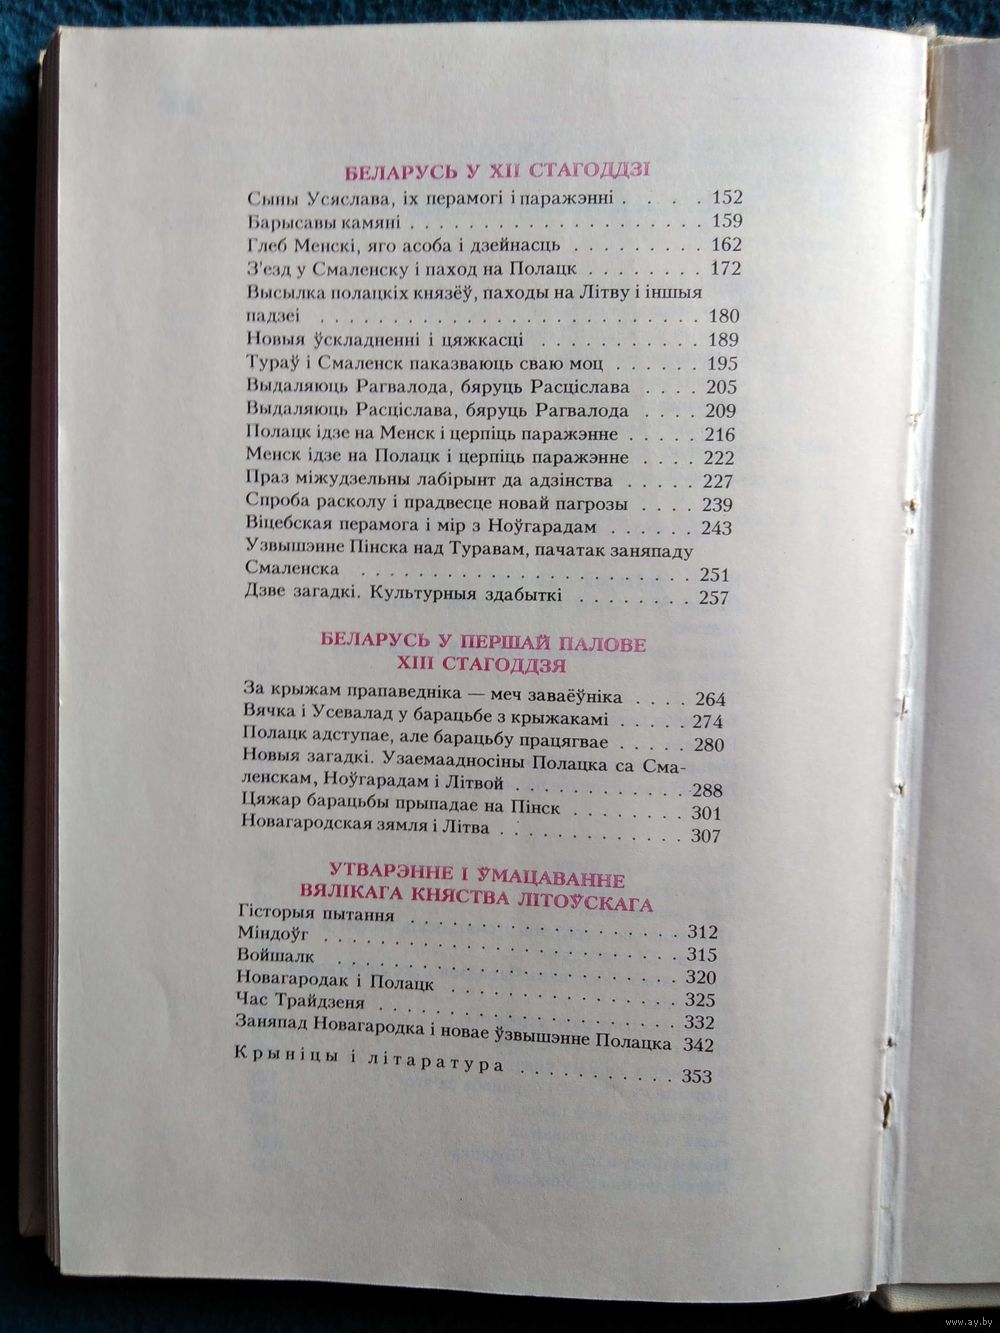 БЕЛАРУСЬ У XII СТАГОДДЗІ
Сыны Усяслава, іх перамогі і паражэнні . . . . 152
Барысавы камяні . . . . . . . . . . . . . . . . . . . 159
Глеб Менскі, яго асоба і дзейнасць . . . . . . . . . 162
З'езд у Смаленску і паход на Полацк . . . . . . . . 172
Высылка полацкіх князёў, паходы на Літву і іншыя
падзеі . . . . . . . . . . . . . . . . . . . . . . . . . 180
Новыя ўскладненні і цяжкасці . . . . . . . . . . . 189
Тураў і Смаленск паказваюць сваю моц . . . . . . 195
Выдаляюць Рагвалода, бяруць Расціслава . . . . 205
Выдаляюць Расціслава, бяруць Рагвалода . . . . 209
Полацк ідзе на Менск і церпіць паражэнне . . . . . 216
Менск ідзе на Полацк і церпіць паражэнне . . . . 222
Праз міжудзельны лабірынт да адзінства . . . . . 227
Спроба расколу і прадвесце новай пагрозы . . . . 239
Віцебская перамога і мір з Ноўгарадам . . . . . . 243
Узвышэнне Пінска над Туравам, пачатак заняпаду
Смаленска . . . . . . . . . . . . . . . . . . . . . . 251
Дзве загадкі. Культурныя здабыткі . . . . . . . . 257
БЕЛАРУСЬ У ПЕРШАЙ ПАЛОВЕ
XIII СТАГОДДЗЯ
За крыжам прапаведніка — меч заваёўніка . . . . 264
Вячка і Усевалад у барацьбе з крыжакамі . . . . . 274
Полацк адступае, але барацьбу працягвае . . . . . 280
Новыя загадкі. Узаемаадносіны Полацка са Сма-
ленскам, Ноўгарадам і Літвой . . . . . . . . . . . . 288
Цяжар барацьбы прыпадае на Пінск . . . . . . . . 301
Новагародская зямля і Літва . . . . . . . . . . . . . 307
УТВАРЭННЕ І ЎМАЦАВАННЕ
ВЯЛІКАГА КНЯСТВА ЛІТОЎСКАГА
Гісторыя пытання . . . . . . . . . . . . . . . . . . 312
Міндоўг . . . . . . . . . . . . . . . . . . . . . . . . 315
Войшалк . . . . . . . . . . . . . . . . . . . . . . . 320
Новагародак і Полацк . . . . . . . . . . . . . . . . 325
Час Трайдзеня . . . . . . . . . . . . . . . . . . . . 332
Заняпад Новагародка і новае ўзвышэнне Полацка 342
Крыніцы і літаратура . . . . . . . . . . . 353
www.ay.by